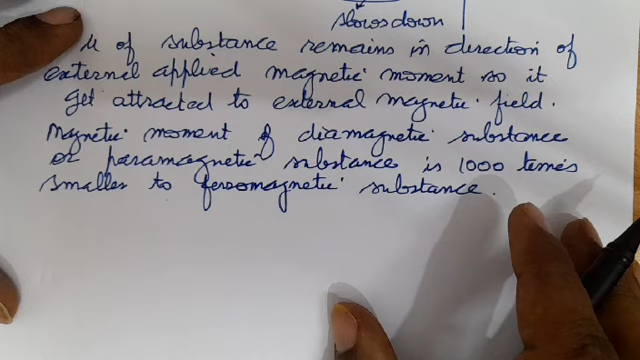 slows down
μ of substance remains in direction of
external applied magnetic moment so it
get attracted to external magnetic field.
Magnetic moment of diamagnetic substance
or paramagnetic substance is 1000 times
smaller to ferromagnetic substance.